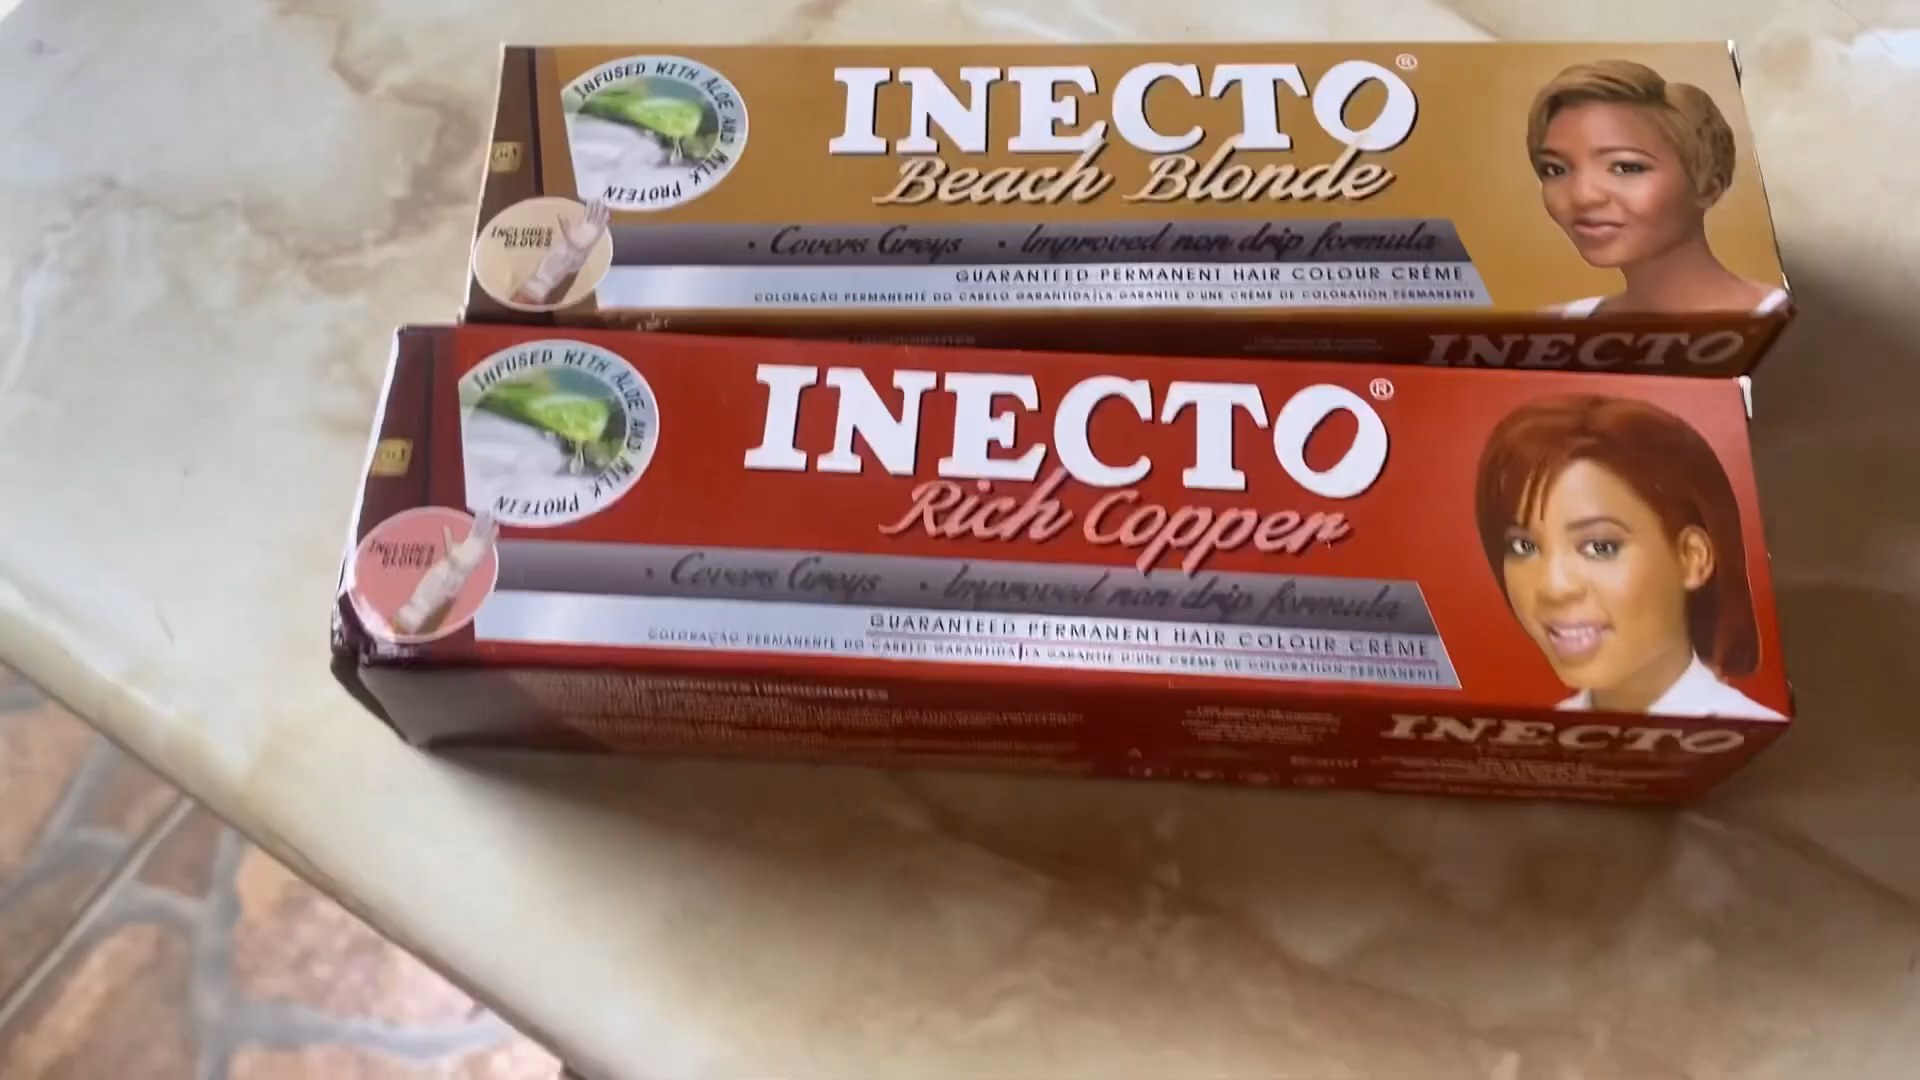 INFUSED WITH ALOE AND MILK PROTEIN
INECTO®
Beach Blonde
INCLUDES GLOVES
• Covers Greys • Improved non drip formula
GUARANTEED PERMANENT HAIR COLOUR CRÉME
COLORAÇÃO PERMANENTE DO CABELO GARANTIDA|LA GARANTIE D'UNE CRÈME DE COLORATION PERMANENTE
INECTO
INFUSED WITH ALOE AND MILK PROTEIN
INECTO®
Rich Copper
INCLUDES GLOVES
• Covers Greys • Improved non drip formula
GUARANTEED PERMANENT HAIR COLOUR CRÉME
COLORAÇÃO PERMANENTE DO CABELO GARANTIDA|LA GARANTIE D'UNE CRÈME DE COLORATION PERMANENTE
INGREDIENTS | INGREDIENTES
INECTO